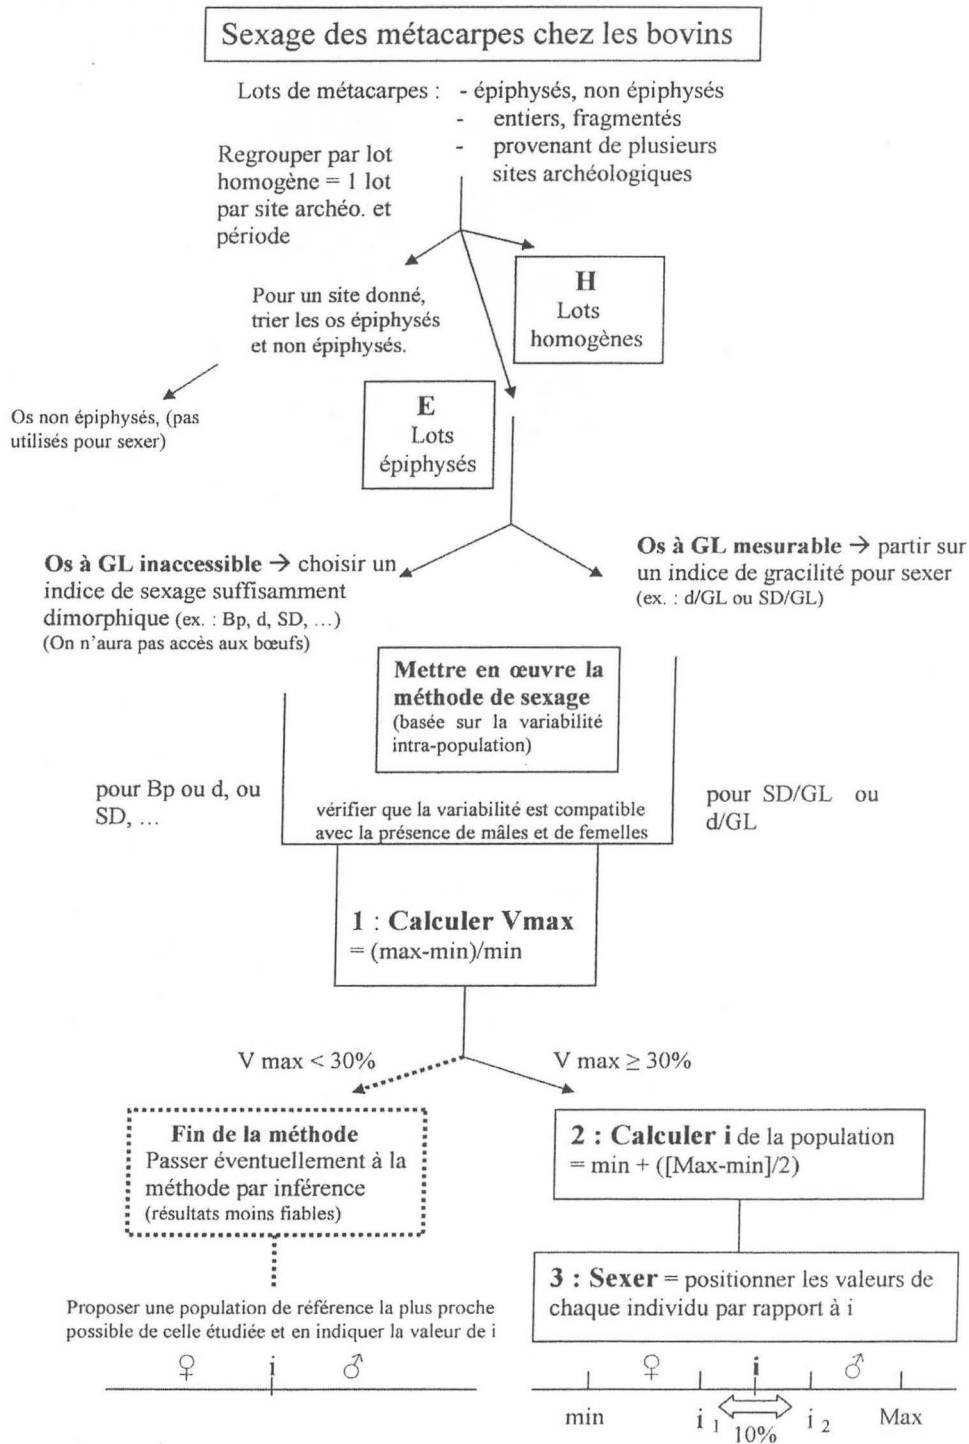 Sexage des métacarpes chez les bovins
Lots de métacarpes : - épiphysés, non épiphysés
- entiers, fragmentés
- provenant de plusieurs
sites archéologiques
Regrouper par lot
homogène = 1 lot
par site archéo. et
période
H
Lots
homogènes
Pour un site donné,
trier les os épiphysés
et non épiphysés.
E
Lots
épiphysés
Os non épiphysés, (pas
utilisés pour sexer)
Os à GL inaccessible → choisir un
indice de sexage suffisamment
dimorphique (ex. : Bp, d, SD, ...)
(On n'aura pas accès aux bœufs)
Os à GL mesurable → partir sur
un indice de gracilité pour sexer
(ex. : d/GL ou SD/GL)
Mettre en œuvre la
méthode de sexage
(basée sur la variabilité
intra-population)
pour Bp ou d, ou
SD, ...
vérifier que la variabilité est compatible
avec la présence de mâles et de femelles
pour SD/GL ou
d/GL
1 : Calculer Vmax
= (max-min)/min
V max < 30%
V max ≥ 30%
Fin de la méthode
Passer éventuellement à la
méthode par inférence
(résultats moins fiables)
2 : Calculer i de la population
= min + ([Max-min]/2)
3 : Sexer = positionner les valeurs de
chaque individu par rapport à i
Proposer une population de référence la plus proche
possible de celle étudiée et en indiquer la valeur de i
♀ i ♂
♀ i ♂
min i 1 10% i 2 Max